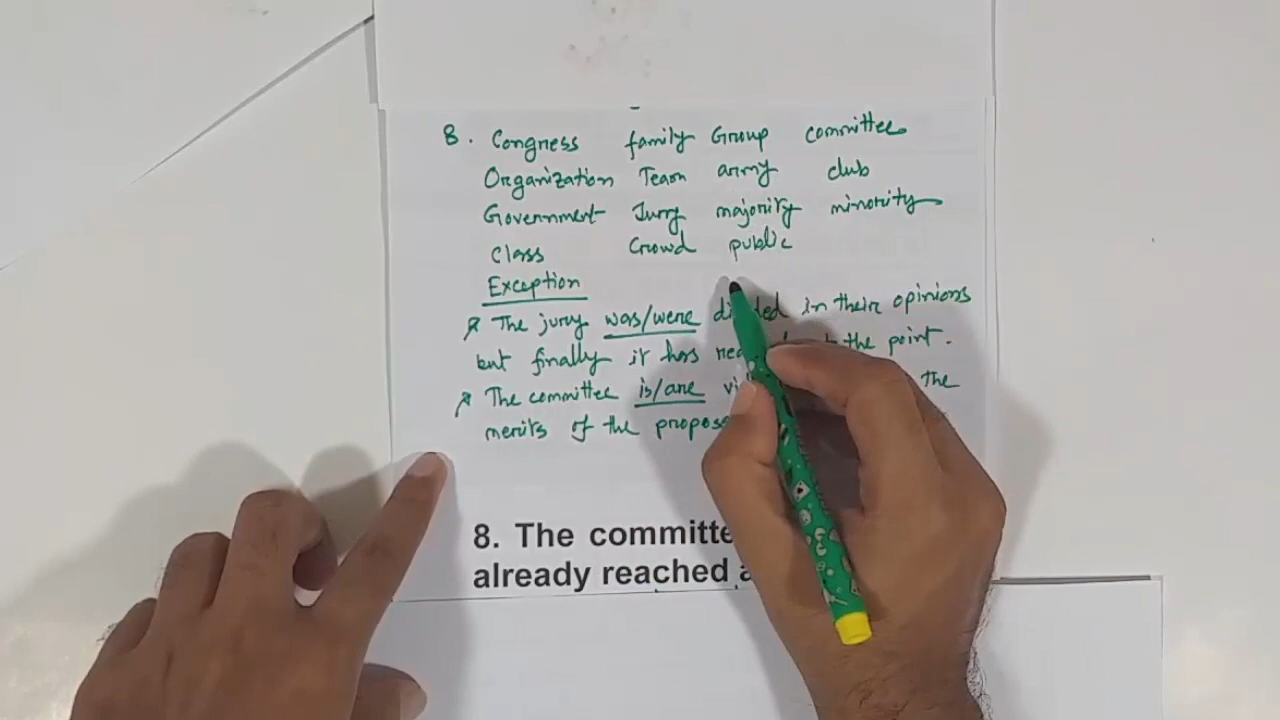 8. Congress family Group committee
Organization Team army club
Government Jury majority minority
Class Crowd public
Exception
The jury was/were in their opinions
but finally it has the point.
The committee is/are the
merits of the
8. The
already reached